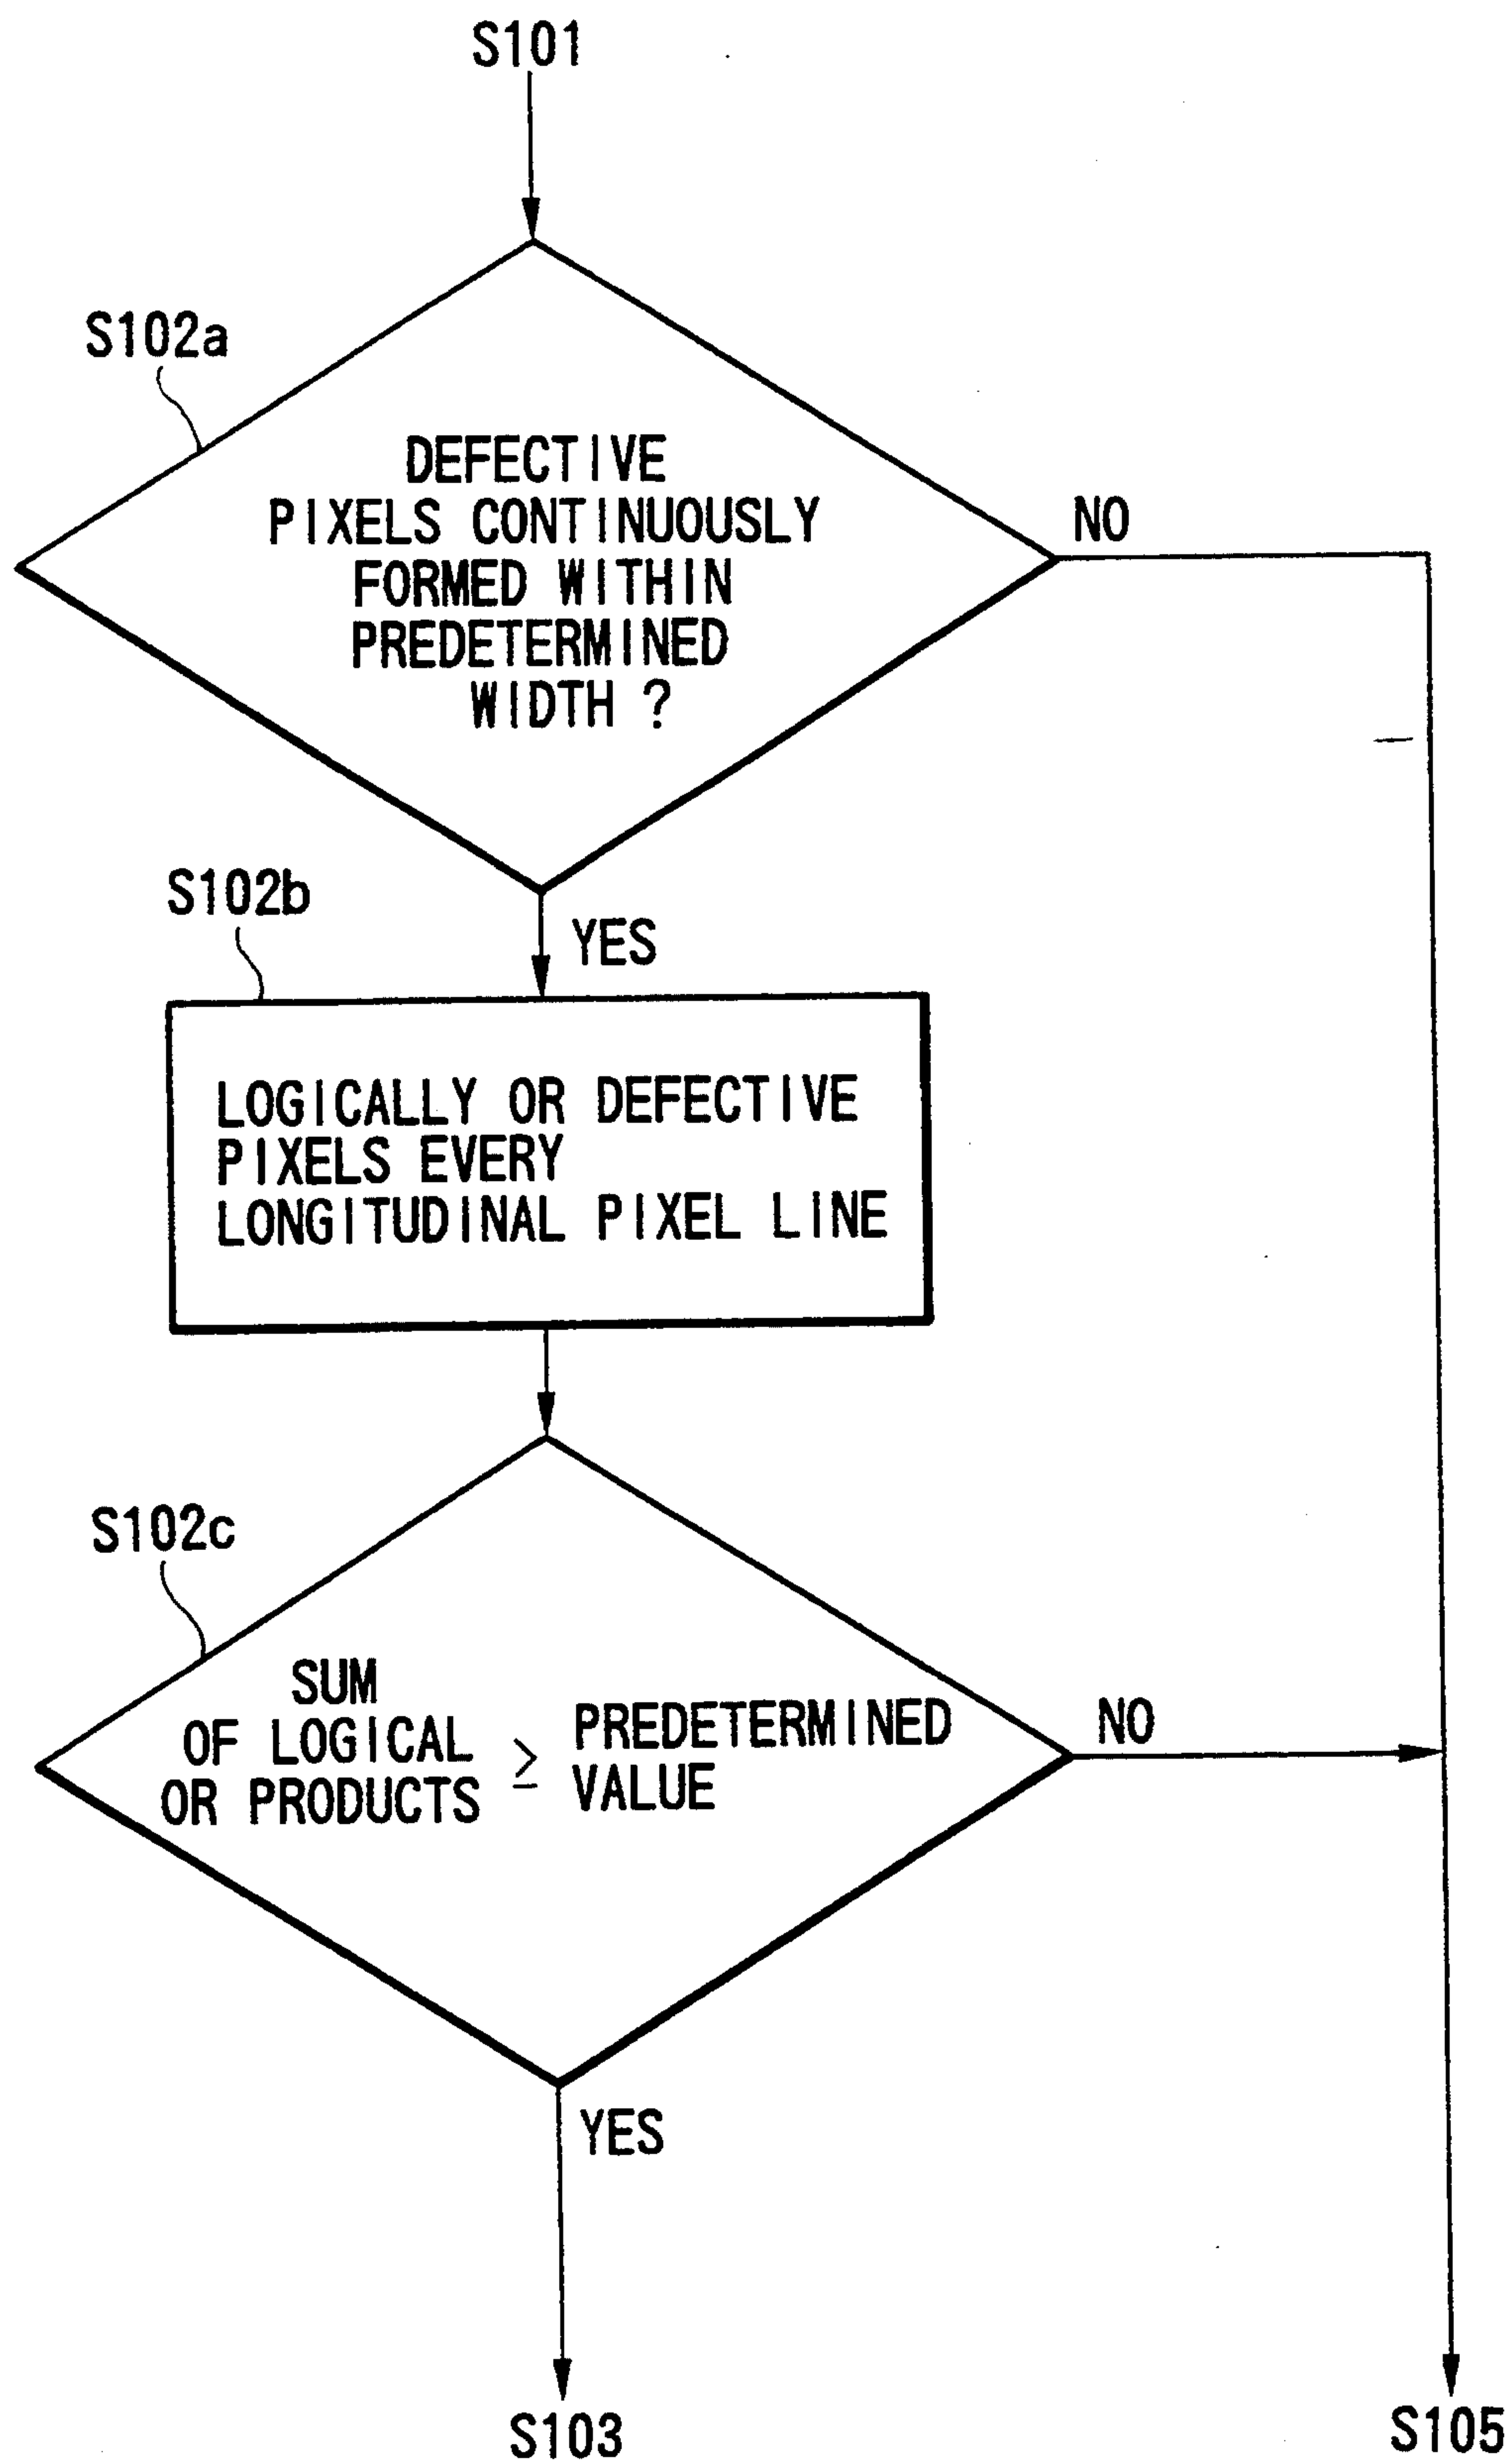 S101
S102a
DEFECTIVE
PIXELS CONTINUOUSLY
FORMED WITHIN
PREDETERMINED
WIDTH ?
NO
S102b
YES
LOGICALLY OR DEFECTIVE
PIXELS EVERY
LONGITUDINAL PIXEL LINE
S102c
SUM
OF LOGICAL
OR PRODUCTS
≥
PREDETERMINED
VALUE
NO
YES
S103
S105